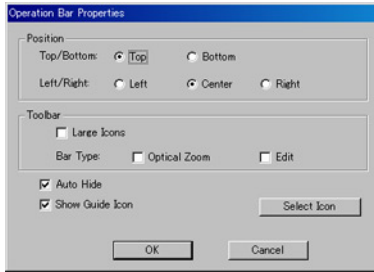 Operation Bar Properties
Position
Top/Bottom: Top Bottom
Left/Right: Left Center Right
Toolbar
Large Icons
Bar Type: Optical Zoom Edit
Auto Hide
Show Guide Icon Select Icon
OK Cancel